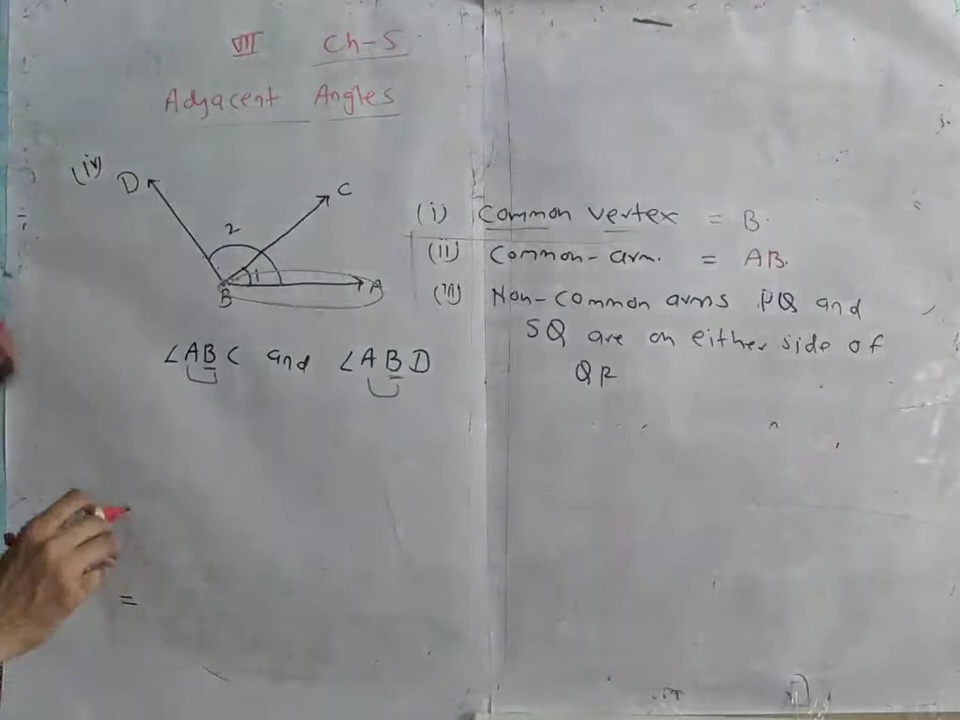 VII Ch-5
Adjacent Angles
(iv)
D
C
2
1
A
B
∠ABC and ∠ABD
=
(i) Common vertex = B.
(ii) Common-arm. = AB.
(iii) Non-common arms PQ and
SQ are on either side of
QR